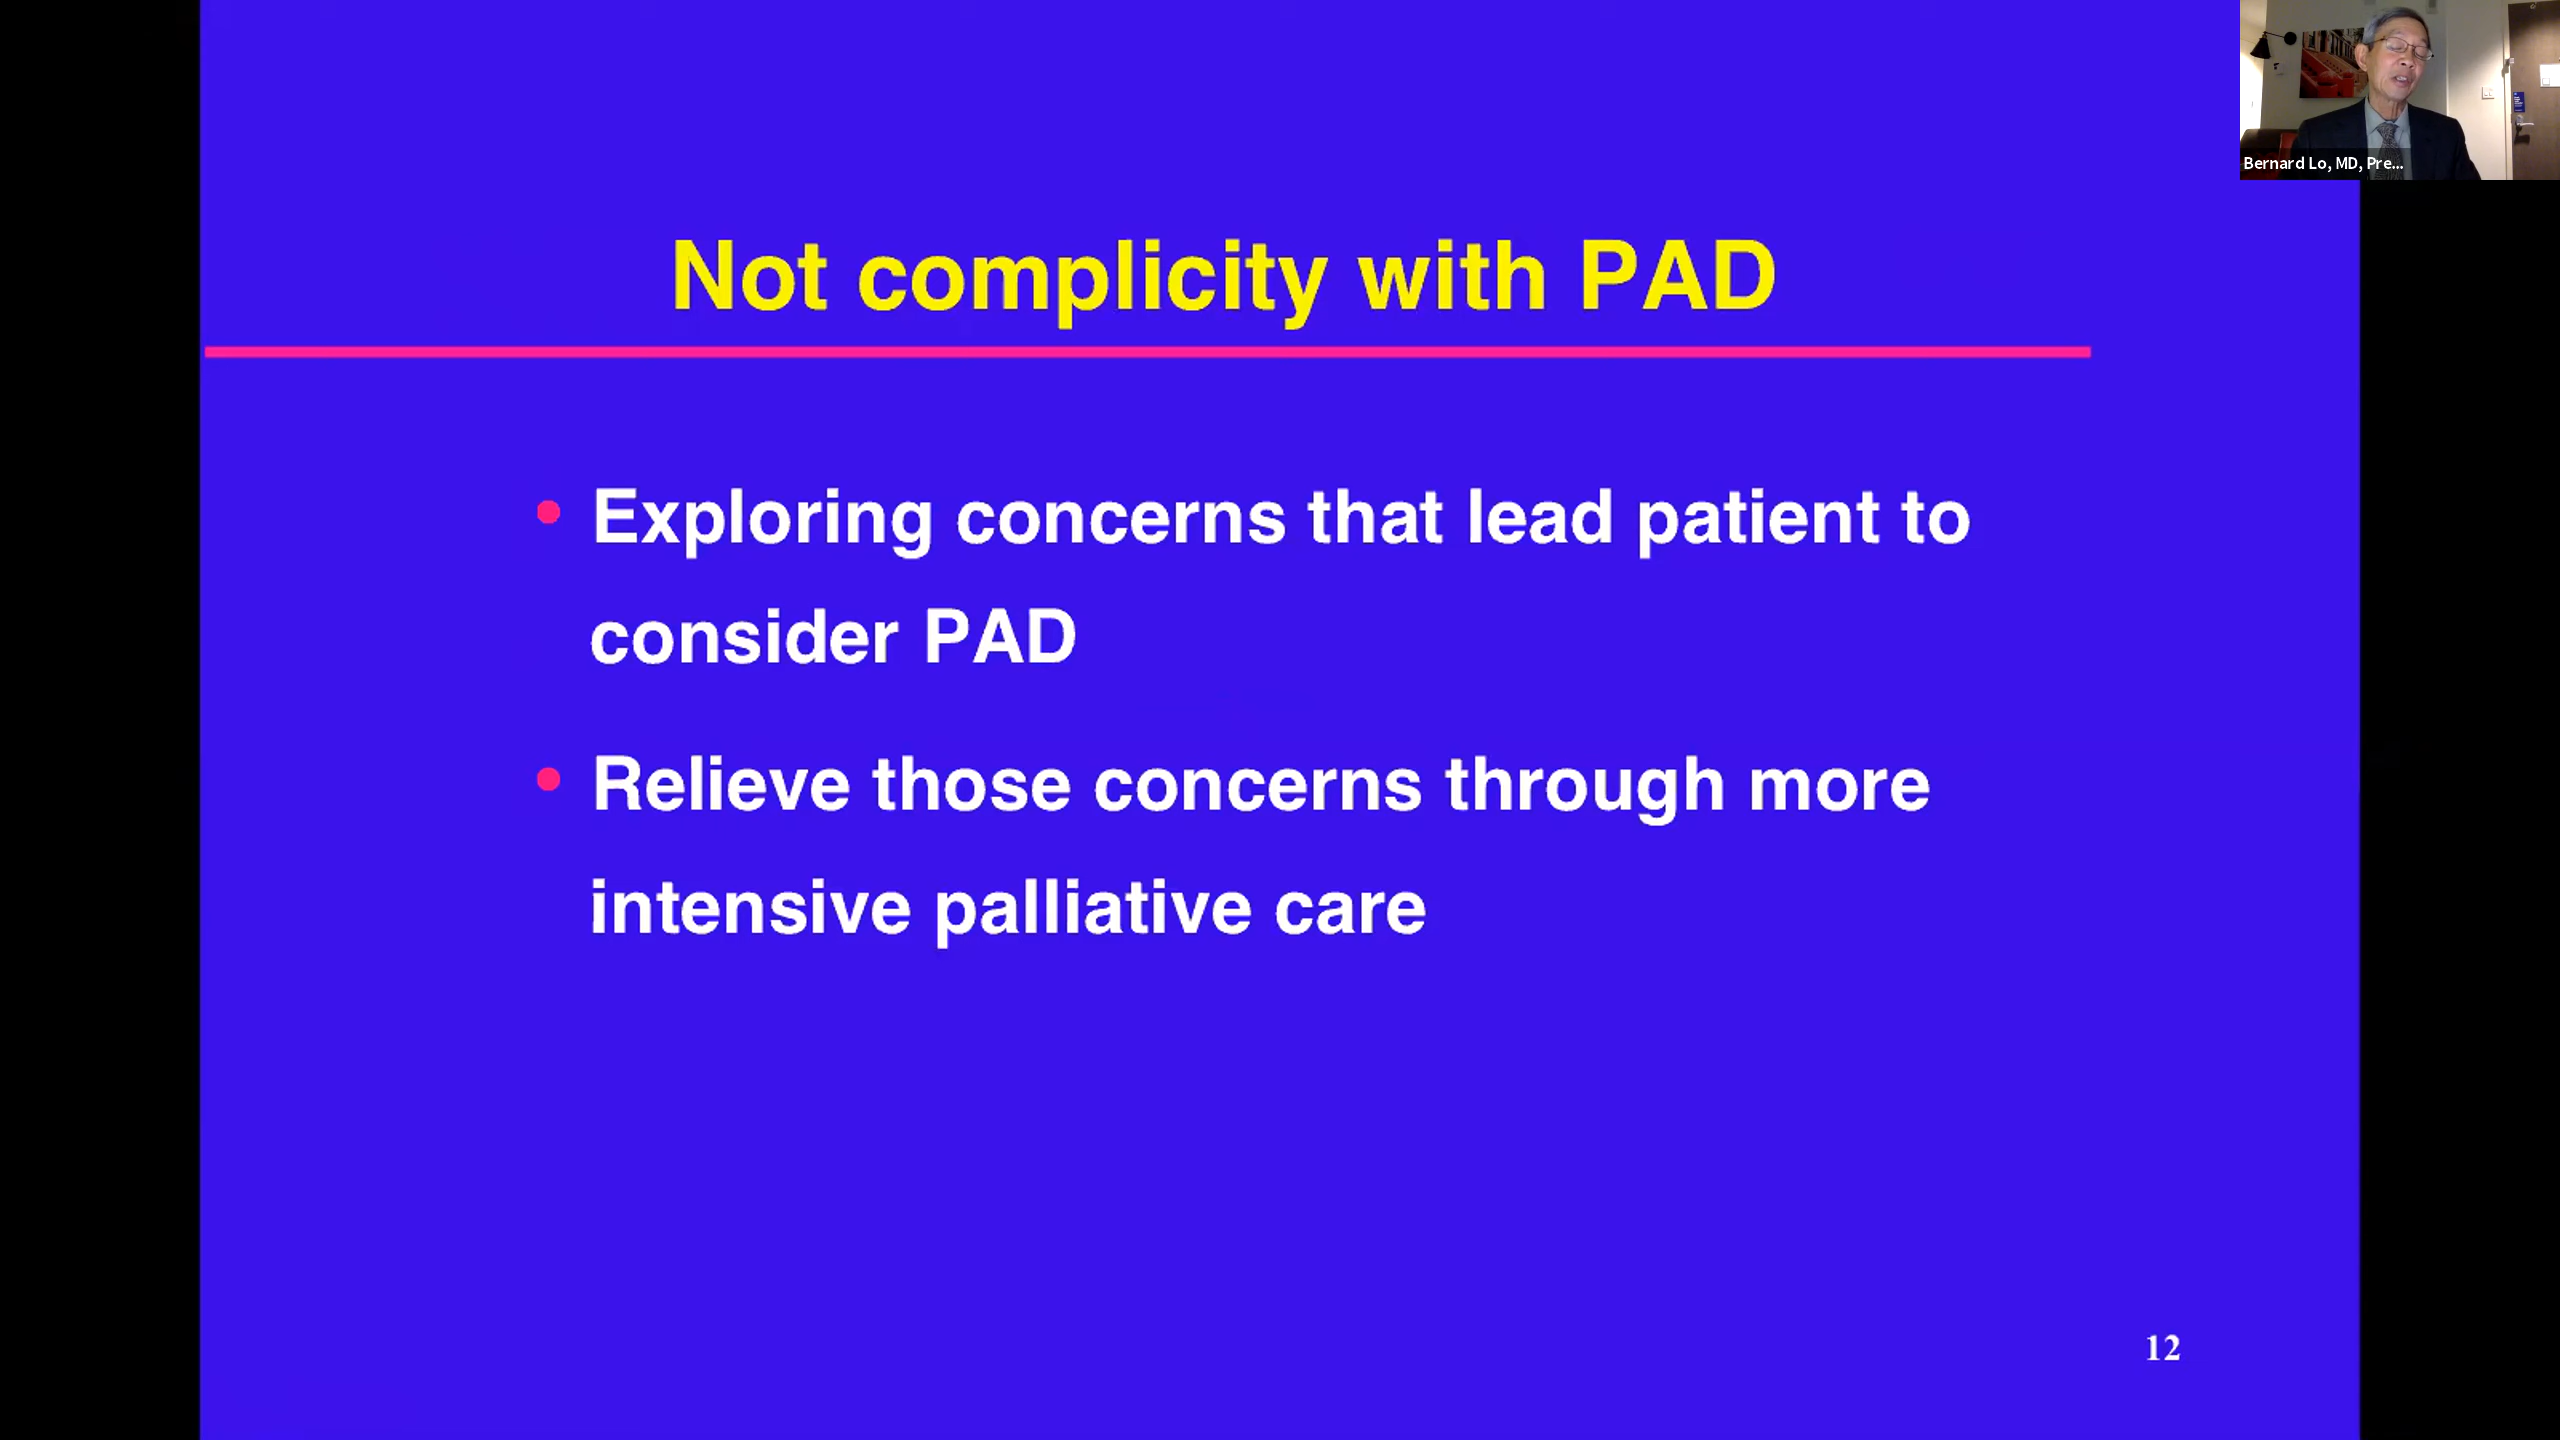 Bernard Lo, MD, Pre...
Not complicity with PAD
• Exploring concerns that lead patient to
consider PAD
• Relieve those concerns through more
intensive palliative care
12